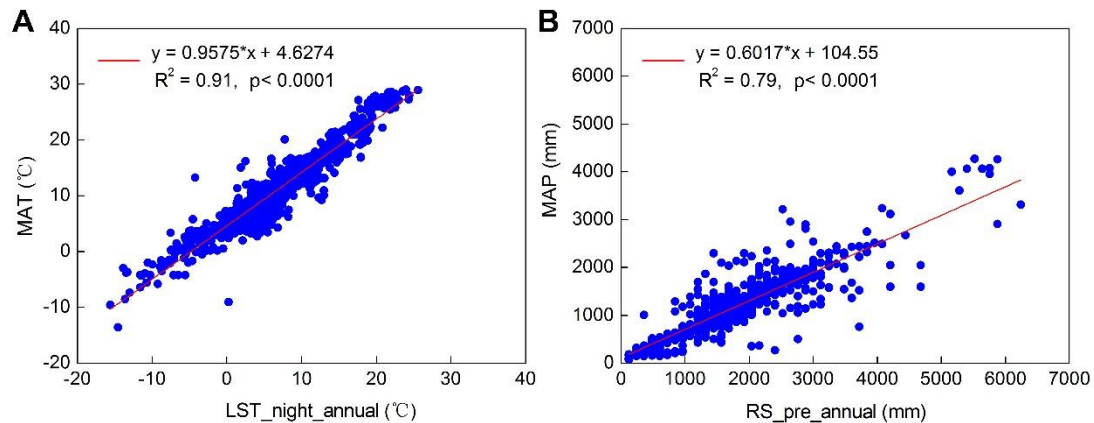 A
y = 0.9575*x + 4.6274
R² = 0.91, p< 0.0001
40
30
20
10
0
-10
-20
-20 -10 0 10 20 30 40
MAT (℃)
LST_night_annual (℃)
B
y = 0.6017*x + 104.55
R² = 0.79, p< 0.0001
7000
6000
5000
4000
3000
2000
1000
0
0 1000 2000 3000 4000 5000 6000 7000
MAP (mm)
RS_pre_annual (mm)